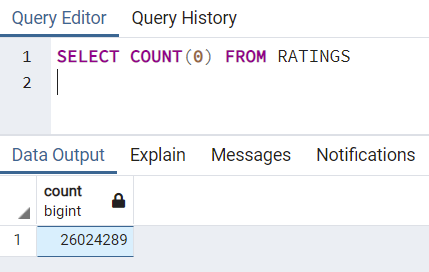 Query Editor Query History
1 SELECT COUNT(0) FROM RATINGS
2
Data Output Explain Messages Notifications
count
bigint
1 26024289